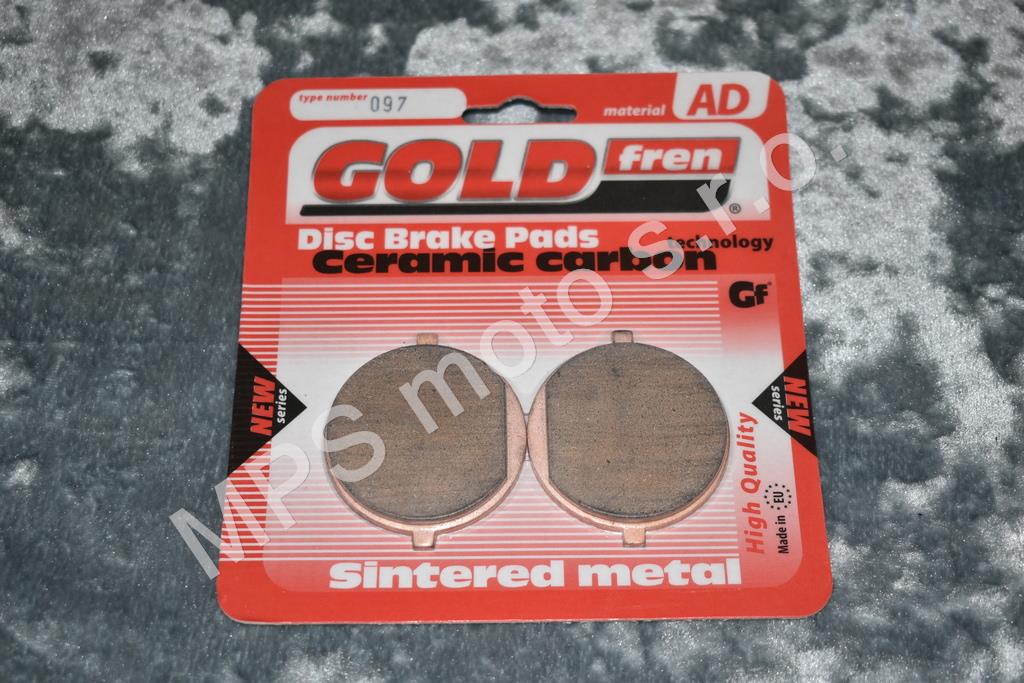 type number 097
material AD
GOLD fren ®
Disc Brake Pads
Ceramic carbon technology
Gf
NEW series
NEW series
High Quality
Made in EU
Sintered metal
MPS moto s.r.o.